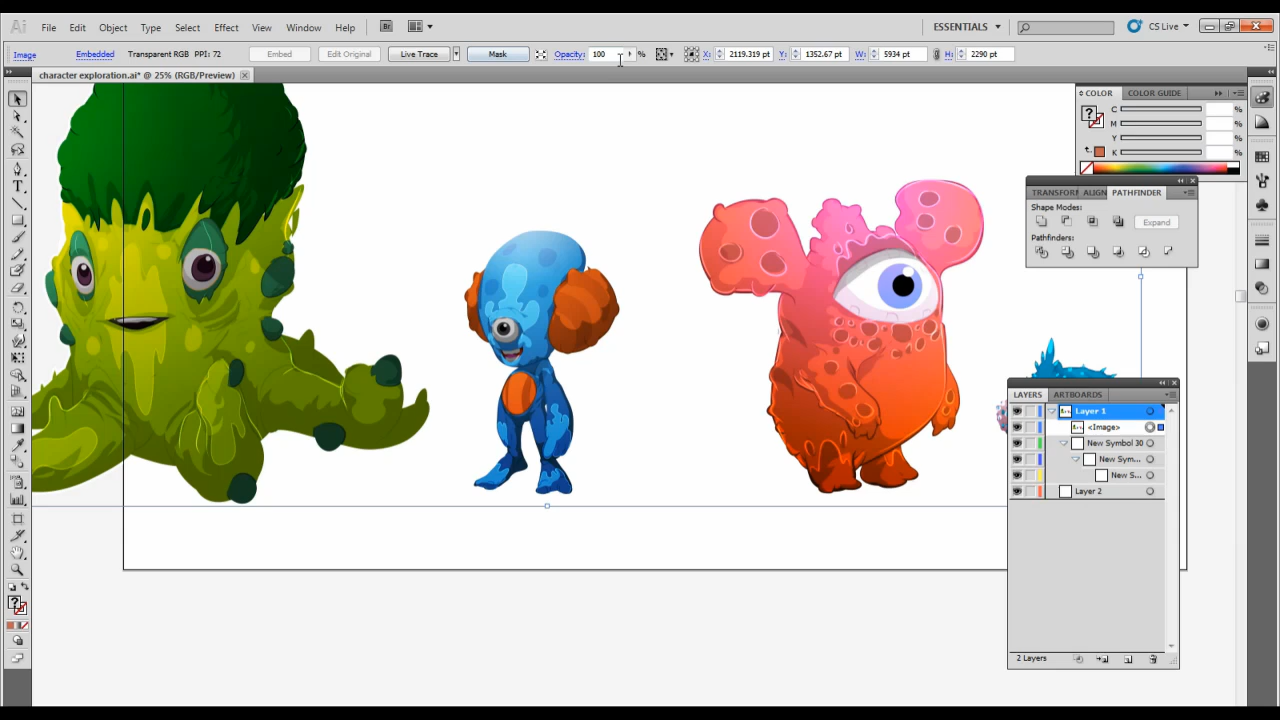 Ai File Edit Object Type Select Effect View Window Help Br ESSENTIALS CS Live
Image Embedded Transparent RGB PPI: 72 Embed Edit Original Live Trace Mask Opacity: 100 % X: 2119.319 pt Y: 1352.67 pt W: 5934 pt H: 2290 pt
character exploration.ai* @ 25% (RGB/Preview)
COLOR COLOR GUIDE
? C %
M %
Y %
K %
TRANSFORM ALIGN PATHFINDER
Shape Modes:
Expand
Pathfinders:
LAYERS ARTBOARDS
Layer 1
<Image>
New Symbol 30
New Sym...
New S...
Layer 2
2 Layers
T
?